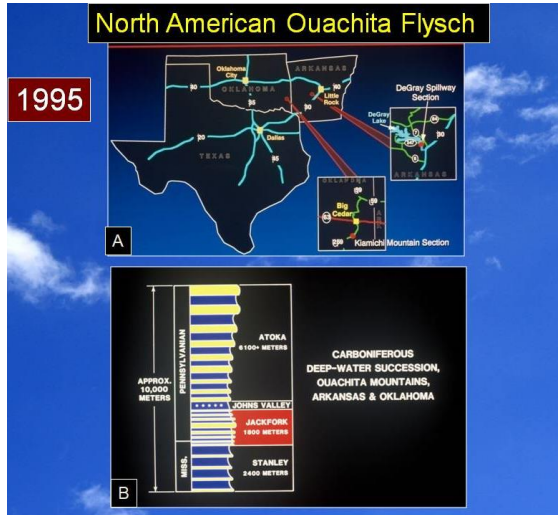 North American Ouachita Flysch
1995
Oklahoma
City
OKLAHOMA
ARKANSAS
Little
Rock
Dallas
TEXAS
DeGray Spillway
Section
DeGray
Lake
ARKANSAS
OKLAHOMA
Big
Cedar
Kiamichi Mountain Section
A
PENNSYLVANIAN
ATOKA
6100+ METERS
APPROX.
10,000
METERS
JOHNS VALLEY
JACKFORK
1800 METERS
MISS.
STANLEY
2400 METERS
CARBONIFEROUS
DEEP-WATER SUCCESSION,
OUACHITA MOUNTAINS,
ARKANSAS & OKLAHOMA
B